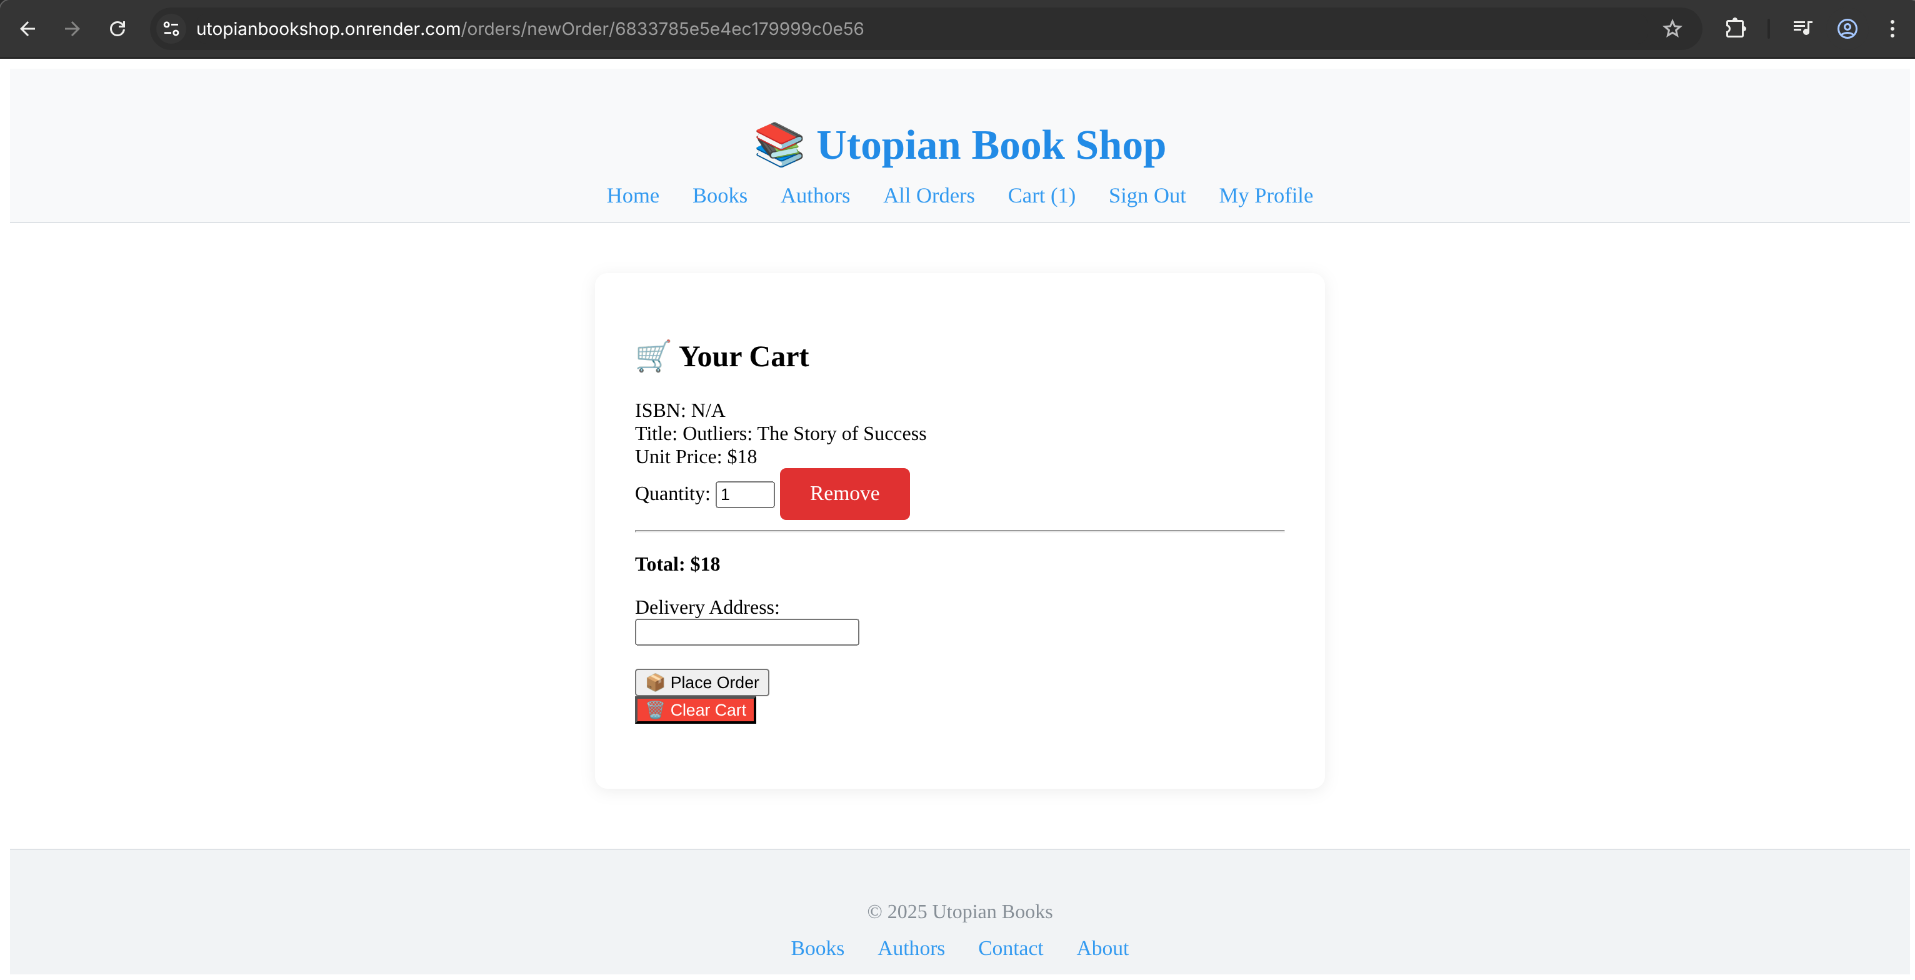 utopianbookshop.onrender.com/orders/newOrder/6833785e5e4ec179999c0e56
📚 Utopian Book Shop
Home Books Authors All Orders Cart (1) Sign Out My Profile
🛒 Your Cart
ISBN: N/A
Title: Outliers: The Story of Success
Unit Price: $18
Quantity: 1 Remove
Total: $18
Delivery Address:
📦 Place Order
🗑️ Clear Cart
© 2025 Utopian Books
Books Authors Contact About